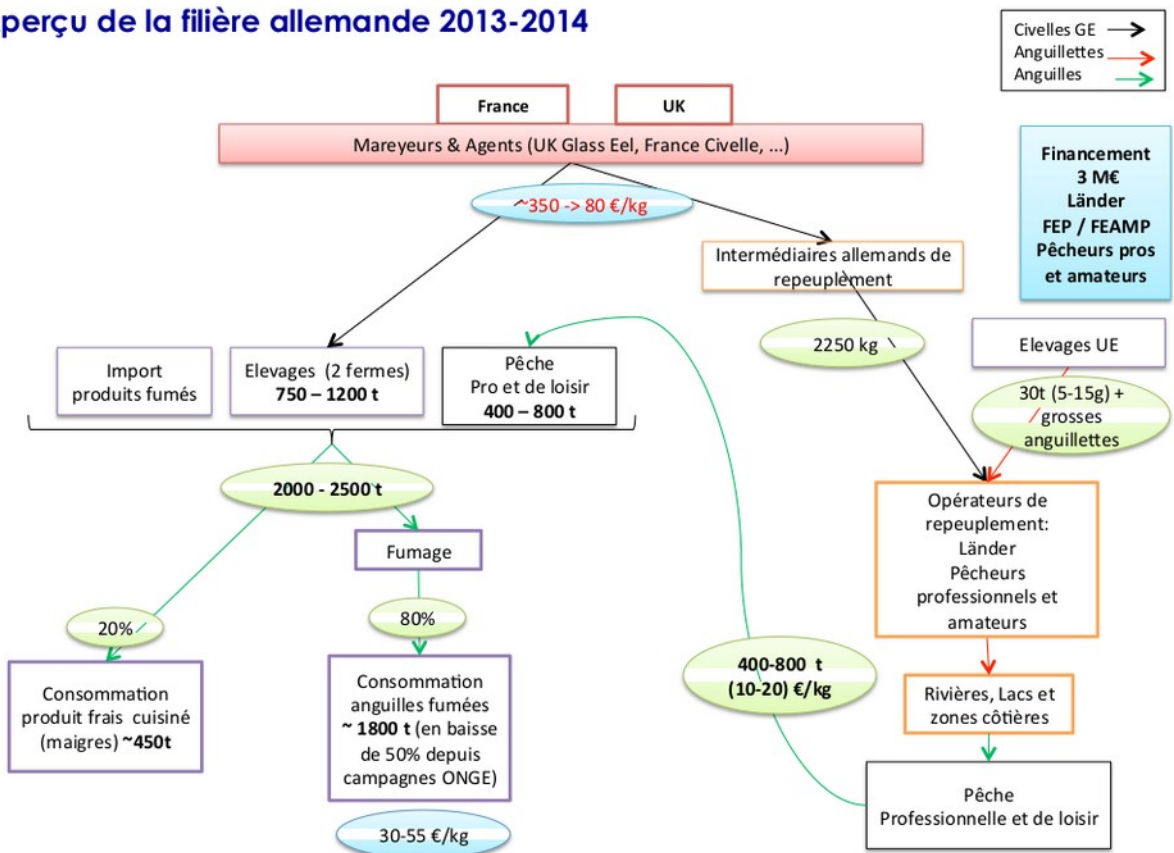 perçu de la filière allemande 2013-2014
Civelles GE
Anguillettes
Anguilles
France
UK
Mareyeurs & Agents (UK Glass Eel, France Civelle, ...)
~350 -> 80 €/kg
Financement
3 M€
Länder
FEP / FEAMP
Pêcheurs pros
et amateurs
Intermédiaires allemands de
repeuplement
2250 kg
Elevages UE
30t (5-15g) +
grosses
anguillettes
Import
produits fumés
Elevages (2 fermes)
750 – 1200 t
Pêche
Pro et de loisir
400 – 800 t
2000 - 2500 t
Fumage
20%
80%
Consommation
produit frais cuisiné
(maigres) ~450t
Consommation
anguilles fumées
~ 1800 t (en baisse
de 50% depuis
campagnes ONGE)
30-55 €/kg
Opérateurs de
repeuplement:
Länder
Pêcheurs
professionnels et
amateurs
400-800 t
(10-20) €/kg
Rivières, Lacs et
zones côtières
Pêche
Professionnelle et de loisir